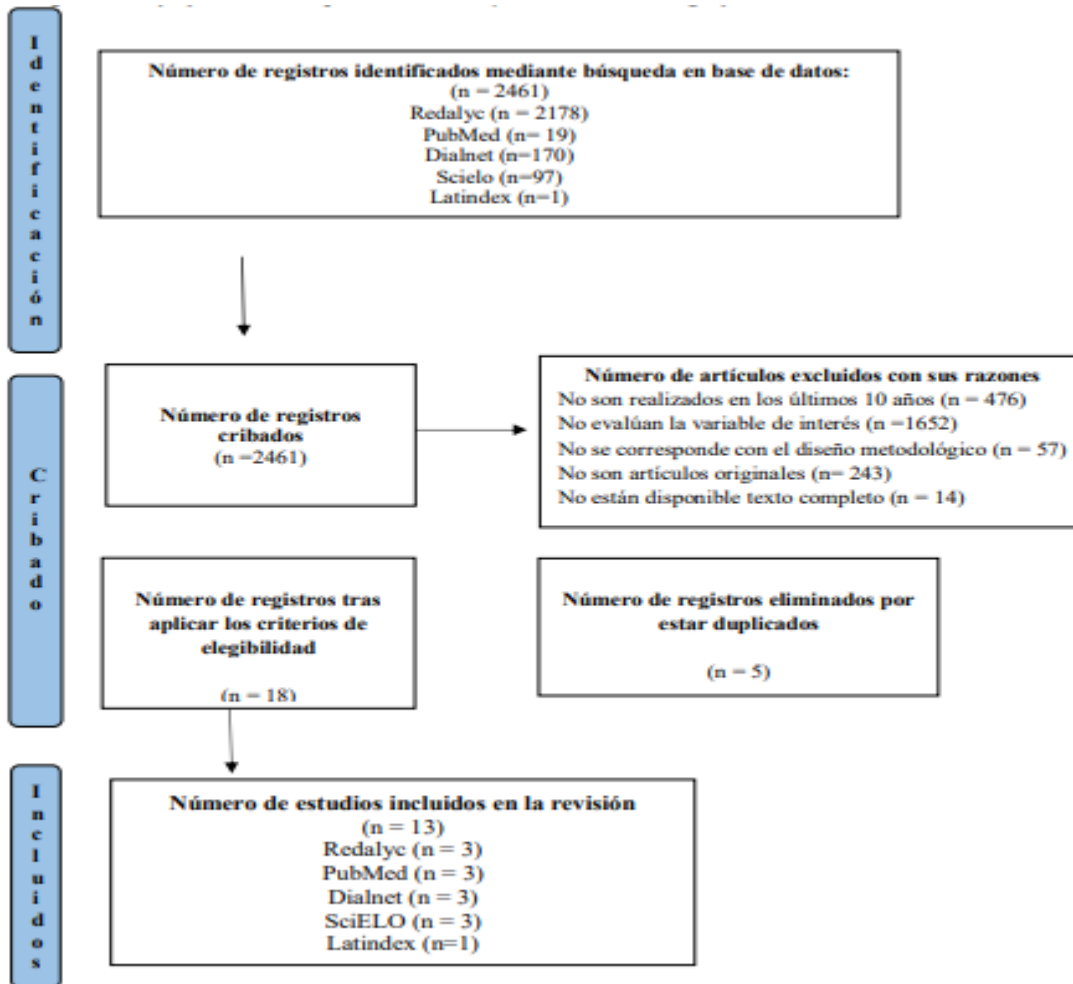 Identificación
Número de registros identificados mediante búsqueda en base de datos:
(n = 2461)
Redalyc (n = 2178)
PubMed (n= 19)
Dialnet (n=170)
Scielo (n=97)
Latindex (n=1)
Cribado
Número de registros
cribados
(n =2461)
Número de artículos excluidos con sus razones
No son realizados en los últimos 10 años (n = 476)
No evalúan la variable de interés (n =1652)
No se corresponde con el diseño metodológico (n = 57)
No son artículos originales (n= 243)
No están disponible texto completo (n = 14)
Número de registros tras
aplicar los criterios de
elegibilidad
(n = 18)
Número de registros eliminados por
estar duplicados
(n = 5)
Incluidos
Número de estudios incluidos en la revisión
(n = 13)
Redalyc (n = 3)
PubMed (n = 3)
Dialnet (n = 3)
SciELO (n = 3)
Latindex (n=1)